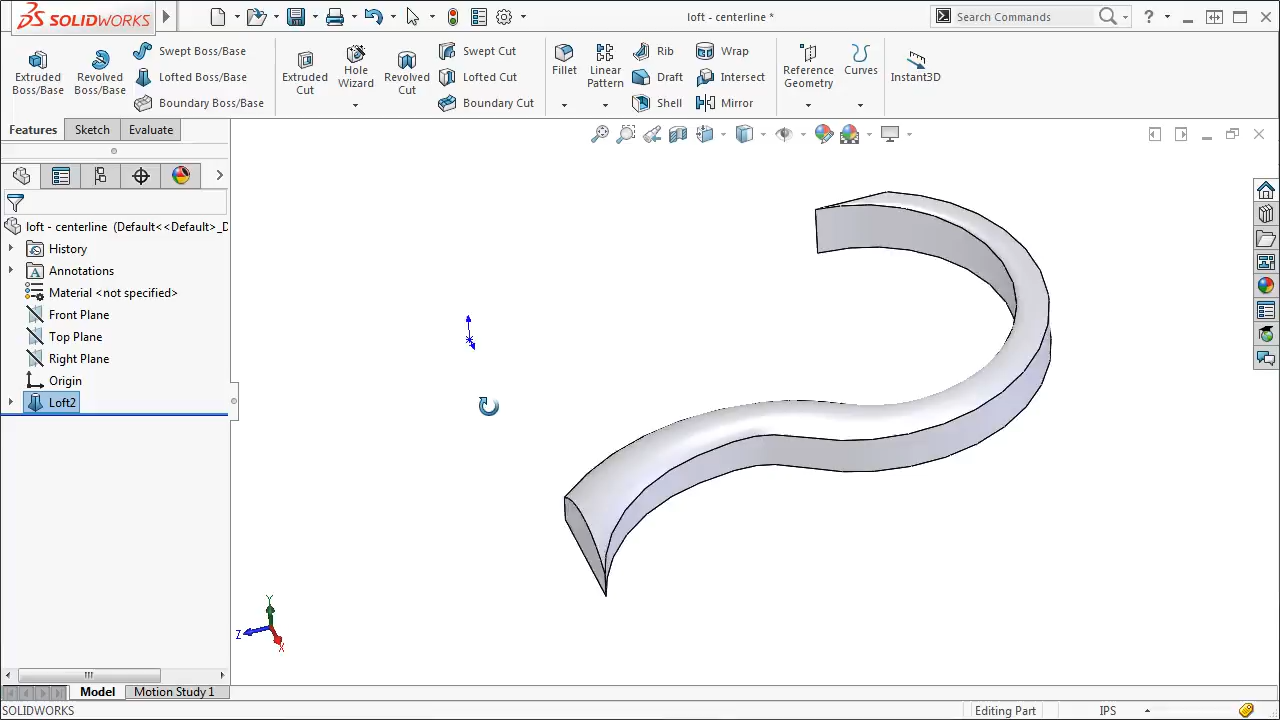 SOLIDWORKS
loft - centerline *
Search Commands
?
Extruded
Boss/Base
Revolved
Boss/Base
Swept Boss/Base
Lofted Boss/Base
Boundary Boss/Base
Extruded
Cut
Hole
Wizard
Revolved
Cut
Swept Cut
Lofted Cut
Boundary Cut
Fillet
Linear
Pattern
Rib
Draft
Shell
Wrap
Intersect
Mirror
Reference
Geometry
Curves
Instant3D
Features
Sketch
Evaluate
loft - centerline (Default<<Default>_D
History
Annotations
Material <not specified>
Front Plane
Top Plane
Right Plane
Origin
Loft2
Y
Z
X
Model
Motion Study 1
SOLIDWORKS
Editing Part
IPS